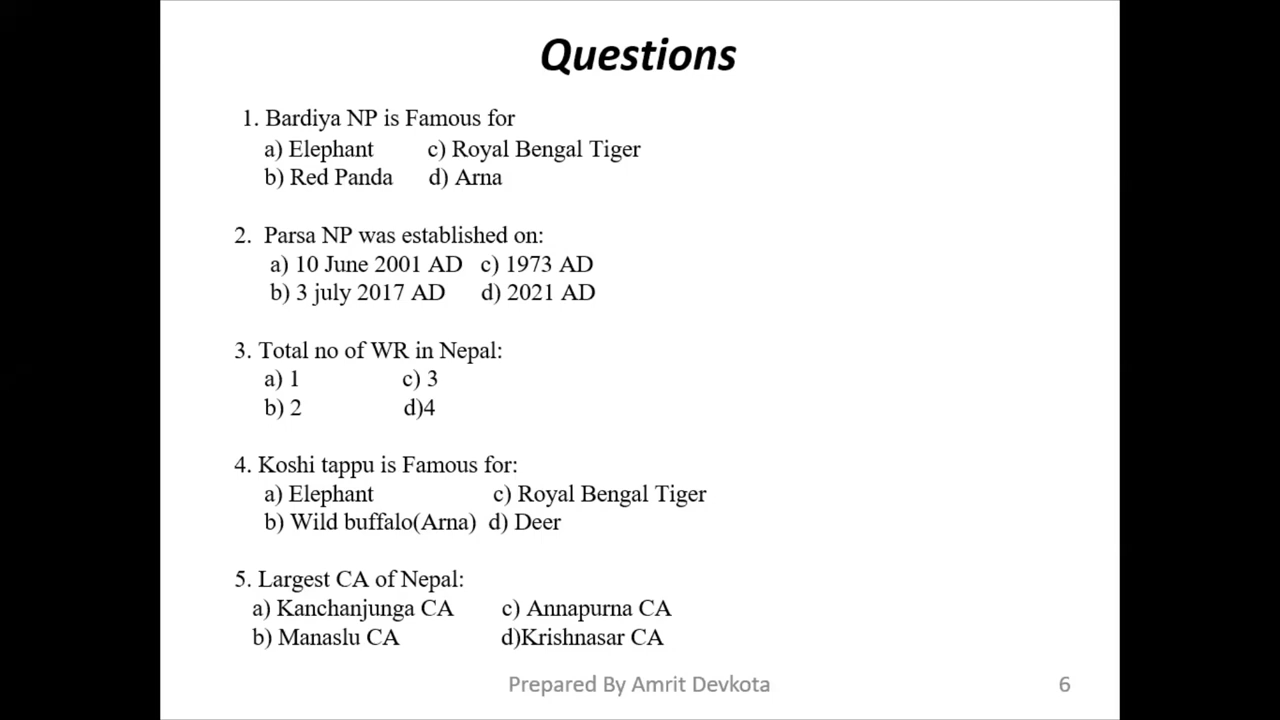 Questions
1. Bardiya NP is Famous for
a) Elephant c) Royal Bengal Tiger
b) Red Panda d) Arna
2. Parsa NP was established on:
a) 10 June 2001 AD c) 1973 AD
b) 3 july 2017 AD d) 2021 AD
3. Total no of WR in Nepal:
a) 1 c) 3
b) 2 d)4
4. Koshi tappu is Famous for:
a) Elephant c) Royal Bengal Tiger
b) Wild buffalo(Arna) d) Deer
5. Largest CA of Nepal:
a) Kanchanjunga CA c) Annapurna CA
b) Manaslu CA d)Krishnasar CA
Prepared By Amrit Devkota 6